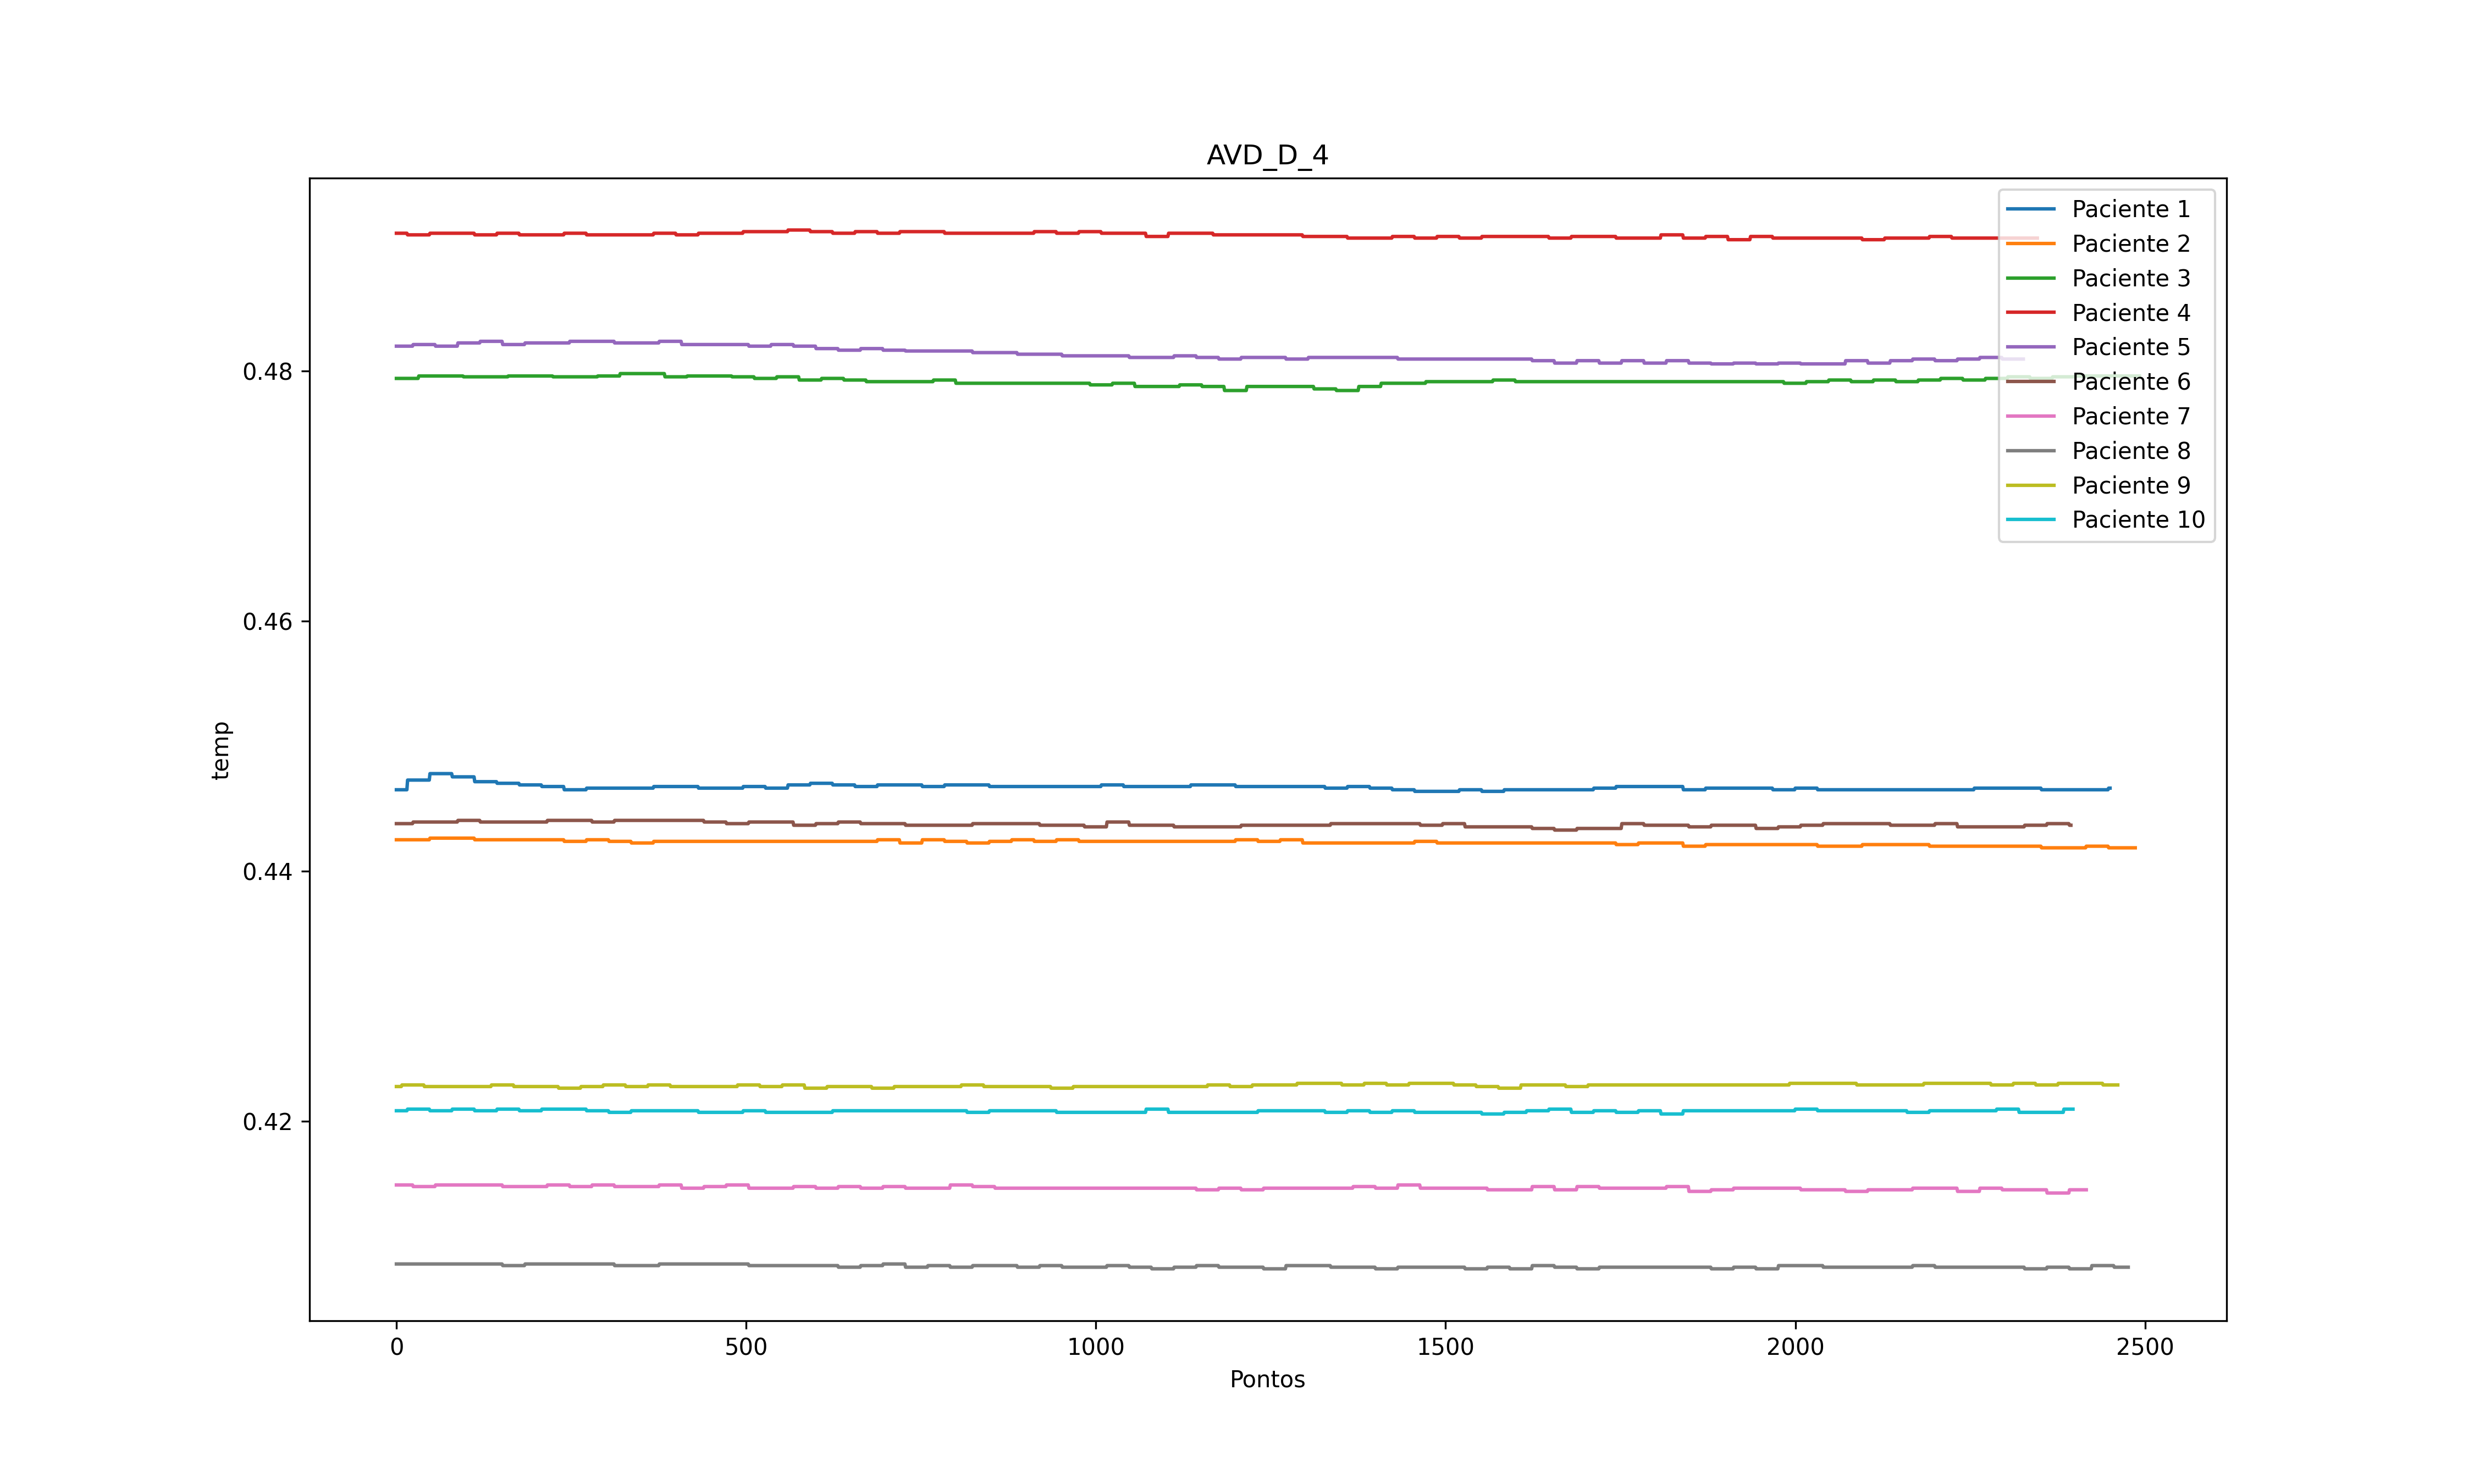 AVD_D_4
Paciente 1
Paciente 2
Paciente 3
Paciente 4
Paciente 5
Paciente 6
Paciente 7
Paciente 8
Paciente 9
Paciente 10
temp
0.48
0.46
0.44
0.42
0 500 1000 1500 2000 2500
Pontos